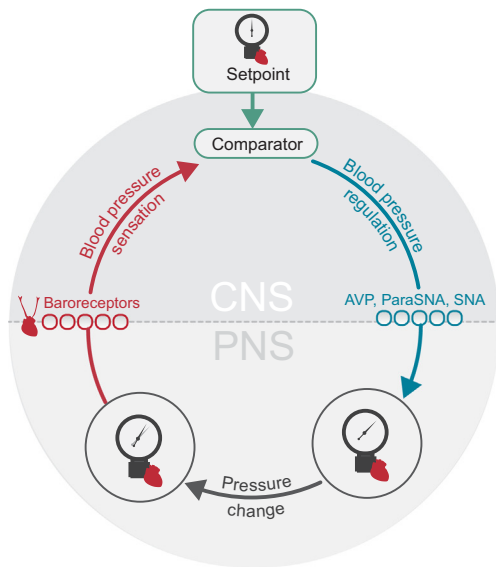 Setpoint
Comparator
Blood pressure
sensation
Blood pressure
regulation
CNS
Baroreceptors
AVP, ParaSNA, SNA
PNS
Pressure
change